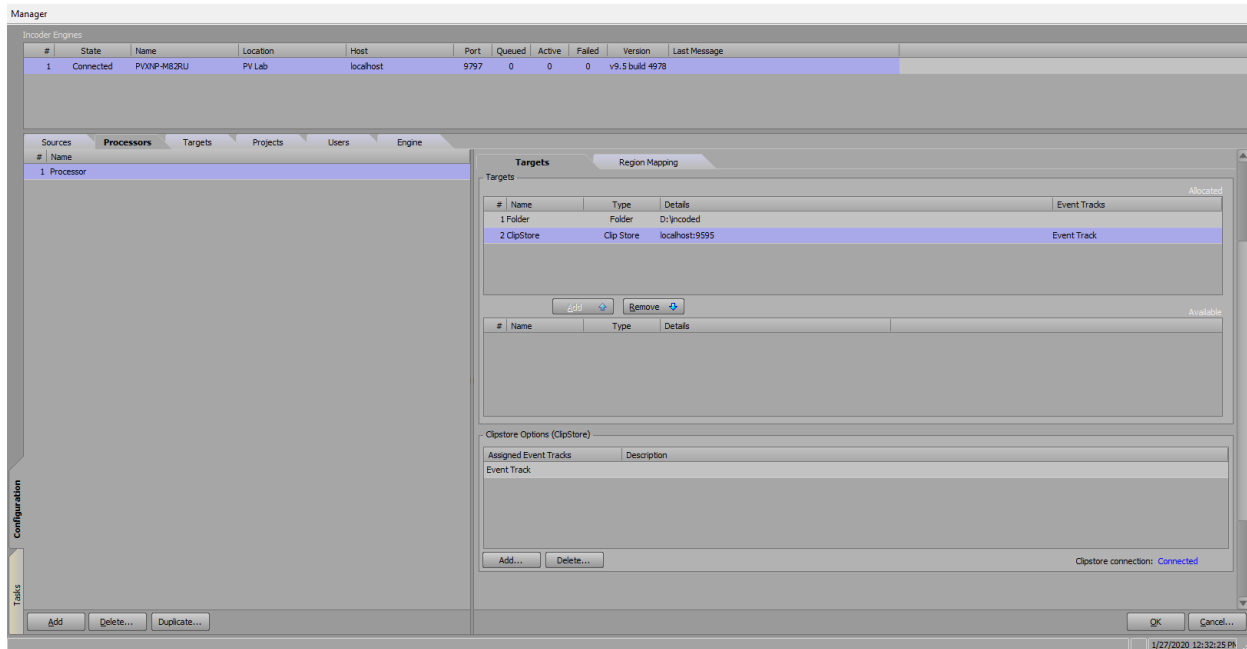 Manager
Incoder Engines
# State Name Location Host Port Queued Active Failed Version Last Message
1 Connected PVXNP-M82RIJ PV Lab localhost 9797 0 0 0 v9.5 build 4978
Sources Processors Targets Projects Users Engine
# Name
1 Processor
Targets Region Mapping
Targets
Allocated
# Name Type Details Event Tracks
1 Folder Folder D:\incoded
2 ClipStore Clip Store localhost:9595 Event Track
Add Remove
Available
# Name Type Details
Clipstore Options (ClipStore)
Assigned Event Tracks Description
Event Track
Add... Delete... Clipstore connection: Connected
Configuration
Tasks
Add Delete... Duplicate... OK Cancel...
1/27/2020 12:32:25 PM